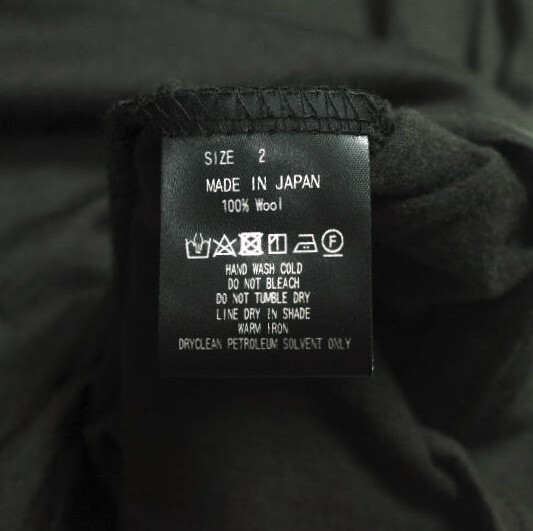 SIZE 2
MADE IN JAPAN
100% Wool
F
HAND WASH COLD
DO NOT BLEACH
DO NOT TUMBLE DRY
LINE DRY IN SHADE
WARM IRON
DRYCLEAN PETROLEUM SOLVENT ONLY